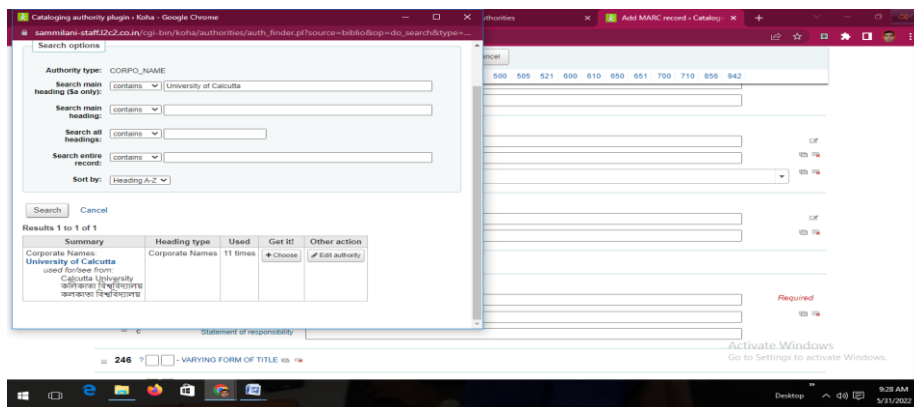 Cataloging authority plugin › Koha - Google Chrome
uthorities
Add MARC record › Catalogi
sammilani-staff.l2c2.co.in/cgi-bin/koha/authorities/auth_finder.pl?source=biblio&op=do_search&type=...
Search options
ncel
500 505 521 600 610 650 651 700 710 856 942
Authority type: CORPO_NAME
Search main heading ($a only): contains University of Calcutta
Search main heading: contains
Search all headings: contains
Search entire record: contains
Sort by: Heading A-Z
Search Cancel
Results 1 to 1 of 1
Summary Heading type Used Get it! Other action
Corporate Names: Corporate Names 11 times + Choose Edit authority
University of Calcutta
used for/see from:
Calcutta University
কলিকাতা বিশ্ববিদ্যালয়
কলকাতা বিশ্ববিদ্যালয়
Required
c Statement of responsibility
Activate Windows
Go to Settings to activate Windows.
246 ? - VARYING FORM OF TITLE
Desktop
9:28 AM
5/31/2022